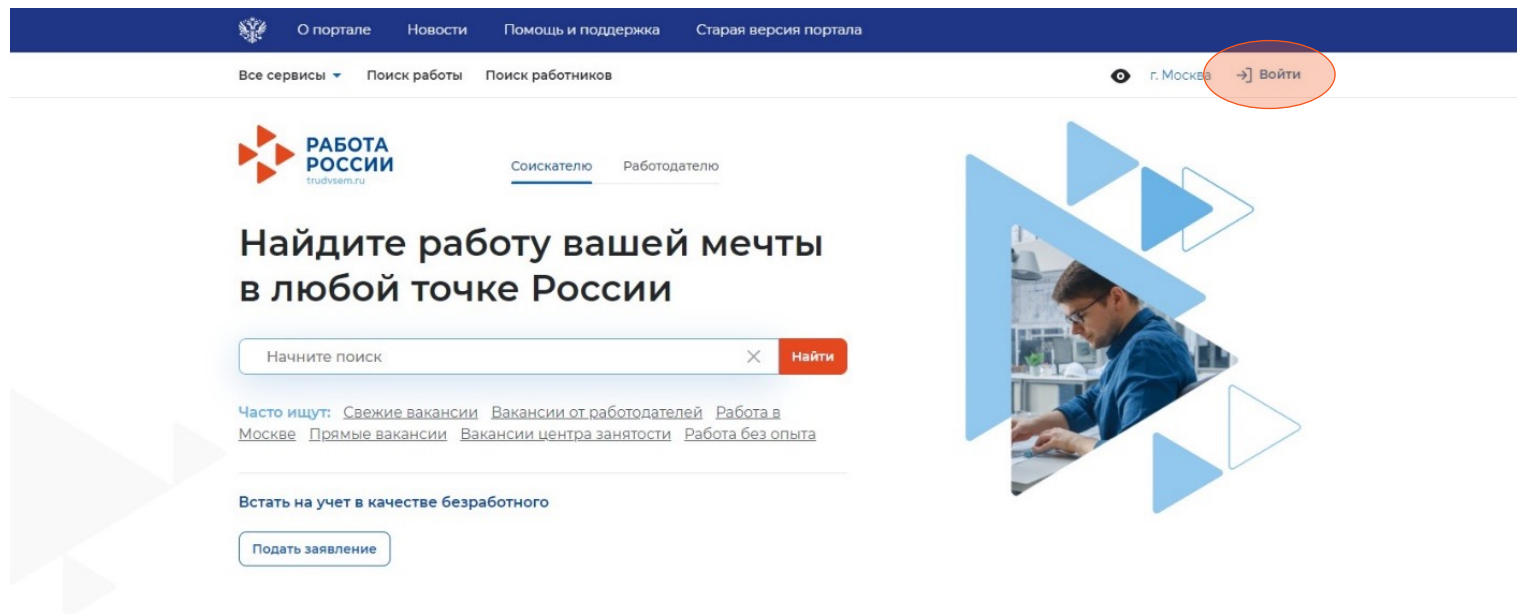 О портале Новости Помощь и поддержка Старая версия портала
Все сервисы Поиск работы Поиск работников г. Москва Войти
РАБОТА
РОССИИ
trudvsem.ru
Соискателю Работодателю
Найдите работу вашей мечты
в любой точке России
Начните поиск Найти
Часто ищут: Свежие вакансии Вакансии от работодателей Работа в
Москве Прямые вакансии Вакансии центра занятости Работа без опыта
Встать на учет в качестве безработного
Подать заявление